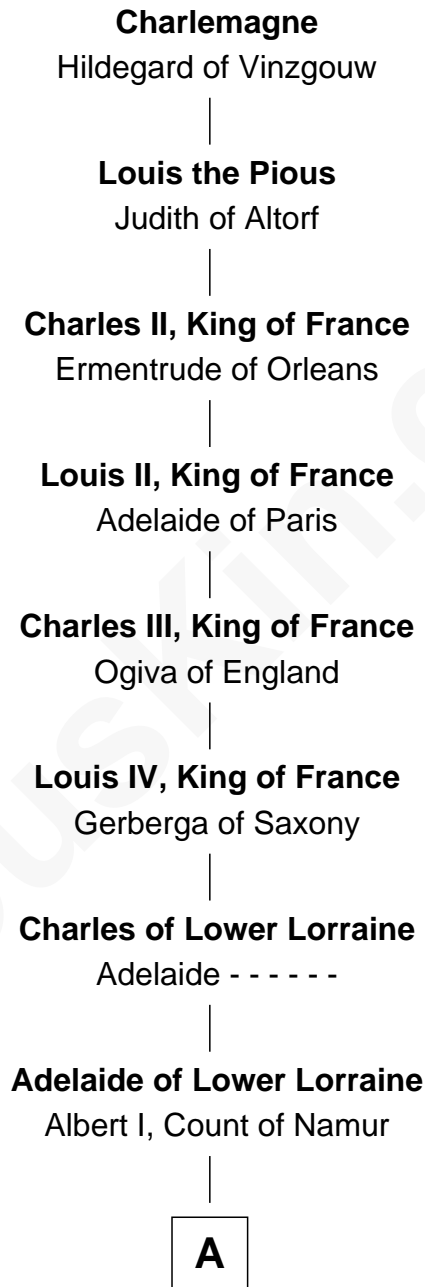 Charlemagne
Hildegard of Vinzgouw
Louis the Pious
Judith of Altorf
Charles II, King of France
Ermentrude of Orleans
Louis II, King of France
Adelaide of Paris
Charles III, King of France
Ogiva of England
Louis IV, King of France
Gerberga of Saxony
Charles of Lower Lorraine
Adelaide - - - - - -
Adelaide of Lower Lorraine
Albert I, Count of Namur
A